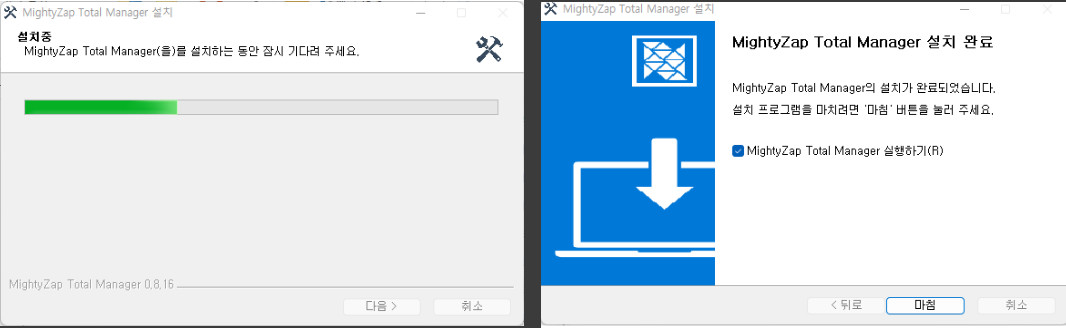 MightyZap Total Manager 설치
설치중
MightyZap Total Manager(을)를 설치하는 동안 잠시 기다려 주세요.
MightyZap Total Manager 0.8.16
다음 >
취소
MightyZap Total Manager 설치
MightyZap Total Manager 설치 완료
MightyZap Total Manager의 설치가 완료되었습니다.
설치 프로그램을 마치려면 '마침' 버튼을 눌러 주세요.
MightyZap Total Manager 실행하기(R)
< 뒤로
마침
취소